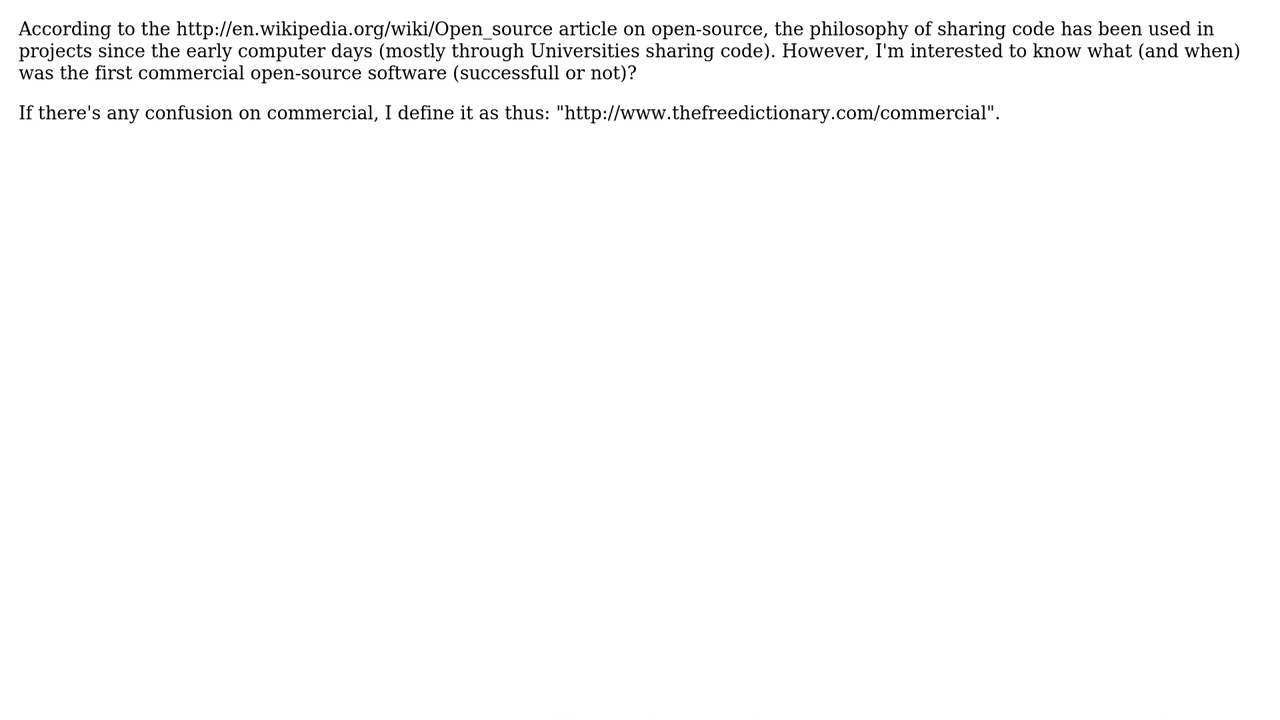 According to the http://en.wikipedia.org/wiki/Open_source article on open-source, the philosophy of sharing code has been used in
projects since the early computer days (mostly through Universities sharing code). However, I'm interested to know what (and when)
was the first commercial open-source software (successfull or not)?
If there's any confusion on commercial, I define it as thus: "http://www.thefreedictionary.com/commercial".